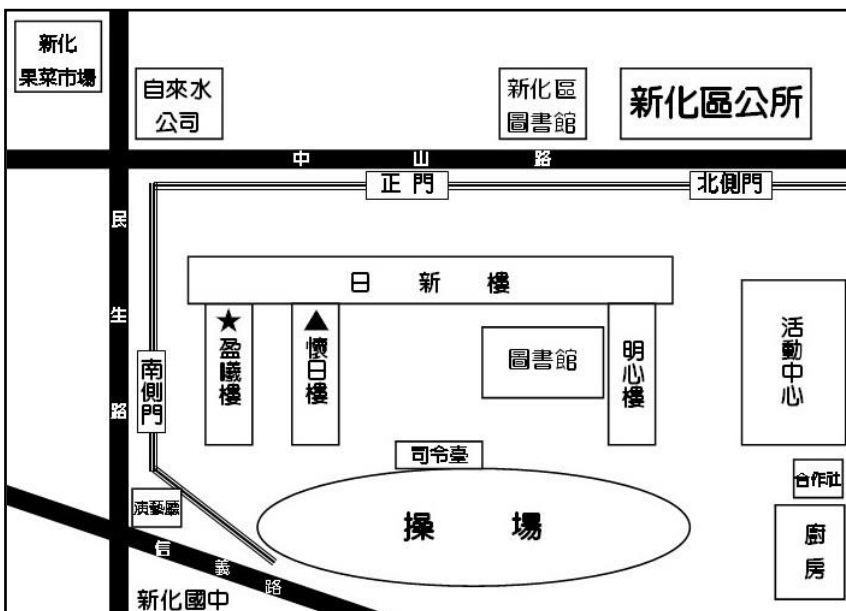 新化
果菜市場
自來水
公司
新化區
圖書館
新化區公所
中山路
正門
北側門
民生路
日新樓
★盈曦樓
▲懷日樓
圖書館
明心樓
活動中心
南側門
司令臺
合作社
演藝廳
操場
廚房
信義路
新化國中